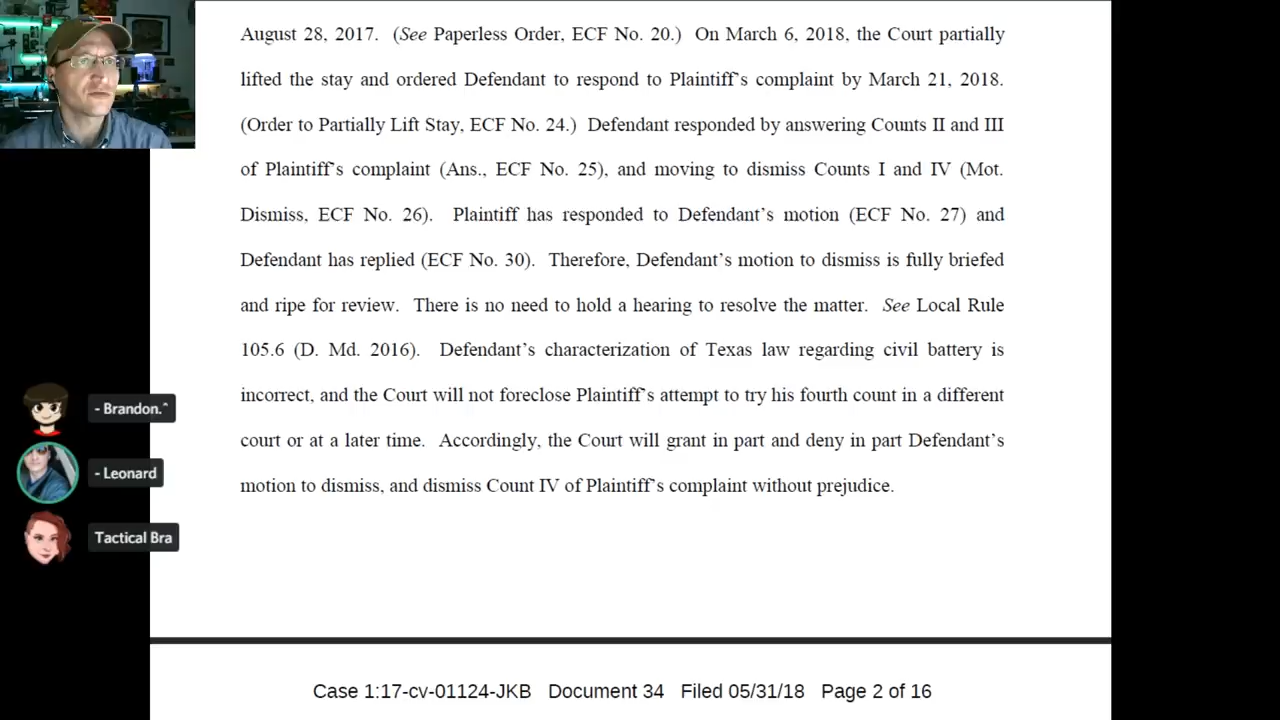 August 28, 2017. (See Paperless Order, ECF No. 20.) On March 6, 2018, the Court partially
lifted the stay and ordered Defendant to respond to Plaintiff's complaint by March 21, 2018.
(Order to Partially Lift Stay, ECF No. 24.) Defendant responded by answering Counts II and III
of Plaintiff's complaint (Ans., ECF No. 25), and moving to dismiss Counts I and IV (Mot.
Dismiss, ECF No. 26). Plaintiff has responded to Defendant's motion (ECF No. 27) and
Defendant has replied (ECF No. 30). Therefore, Defendant's motion to dismiss is fully briefed
and ripe for review. There is no need to hold a hearing to resolve the matter. See Local Rule
105.6 (D. Md. 2016). Defendant's characterization of Texas law regarding civil battery is
incorrect, and the Court will not foreclose Plaintiff's attempt to try his fourth count in a different
court or at a later time. Accordingly, the Court will grant in part and deny in part Defendant's
motion to dismiss, and dismiss Count IV of Plaintiff's complaint without prejudice.
- Brandon.^
- Leonard
Tactical Bra
Case 1:17-cv-01124-JKB Document 34 Filed 05/31/18 Page 2 of 16